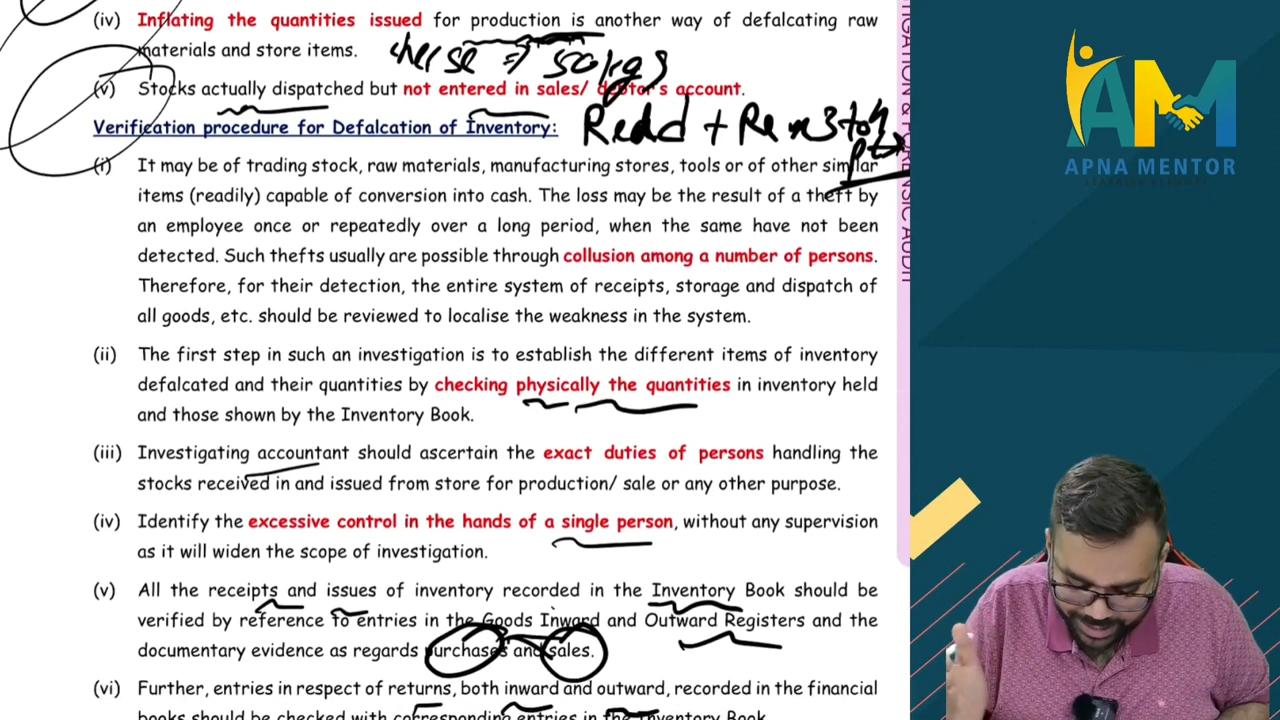 (iv) Inflating the quantities issued for production is another way of defalcating raw
materials and store items.
(v) Stocks actually dispatched but not entered in sales/ debtor's account.
Verification procedure for Defalcation of Inventory:
(i) It may be of trading stock, raw materials, manufacturing stores, tools or of other similar
items (readily) capable of conversion into cash. The loss may be the result of a theft by
an employee once or repeatedly over a long period, when the same have not been
detected. Such thefts usually are possible through collusion among a number of persons.
Therefore, for their detection, the entire system of receipts, storage and dispatch of
all goods, etc. should be reviewed to localise the weakness in the system.
(ii) The first step in such an investigation is to establish the different items of inventory
defalcated and their quantities by checking physically the quantities in inventory held
and those shown by the Inventory Book.
(iii) Investigating accountant should ascertain the exact duties of persons handling the
stocks received in and issued from store for production/ sale or any other purpose.
(iv) Identify the excessive control in the hands of a single person, without any supervision
as it will widen the scope of investigation.
(v) All the receipts and issues of inventory recorded in the Inventory Book should be
verified by reference to entries in the Goods Inward and Outward Registers and the
documentary evidence as regards purchases and sales.
(vi) Further, entries in respect of returns, both inward and outward, recorded in the financial
books should be checked with corresponding entries in the Inventory Book.
AM
APNA MENTOR